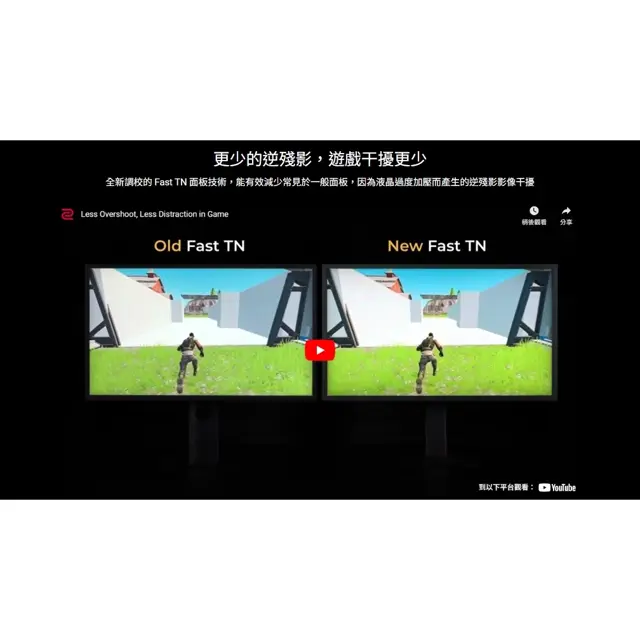 更少的逆殘影，遊戲干擾更少
全新調校的 Fast TN 面板技術，能有效減少常見於一般面板，因為液晶過度加壓而產生的逆殘影影像干擾
Less Overshoot, Less Distraction in Game
稍後觀看
分享
Old Fast TN
New Fast TN
到以下平台觀看：
YouTube